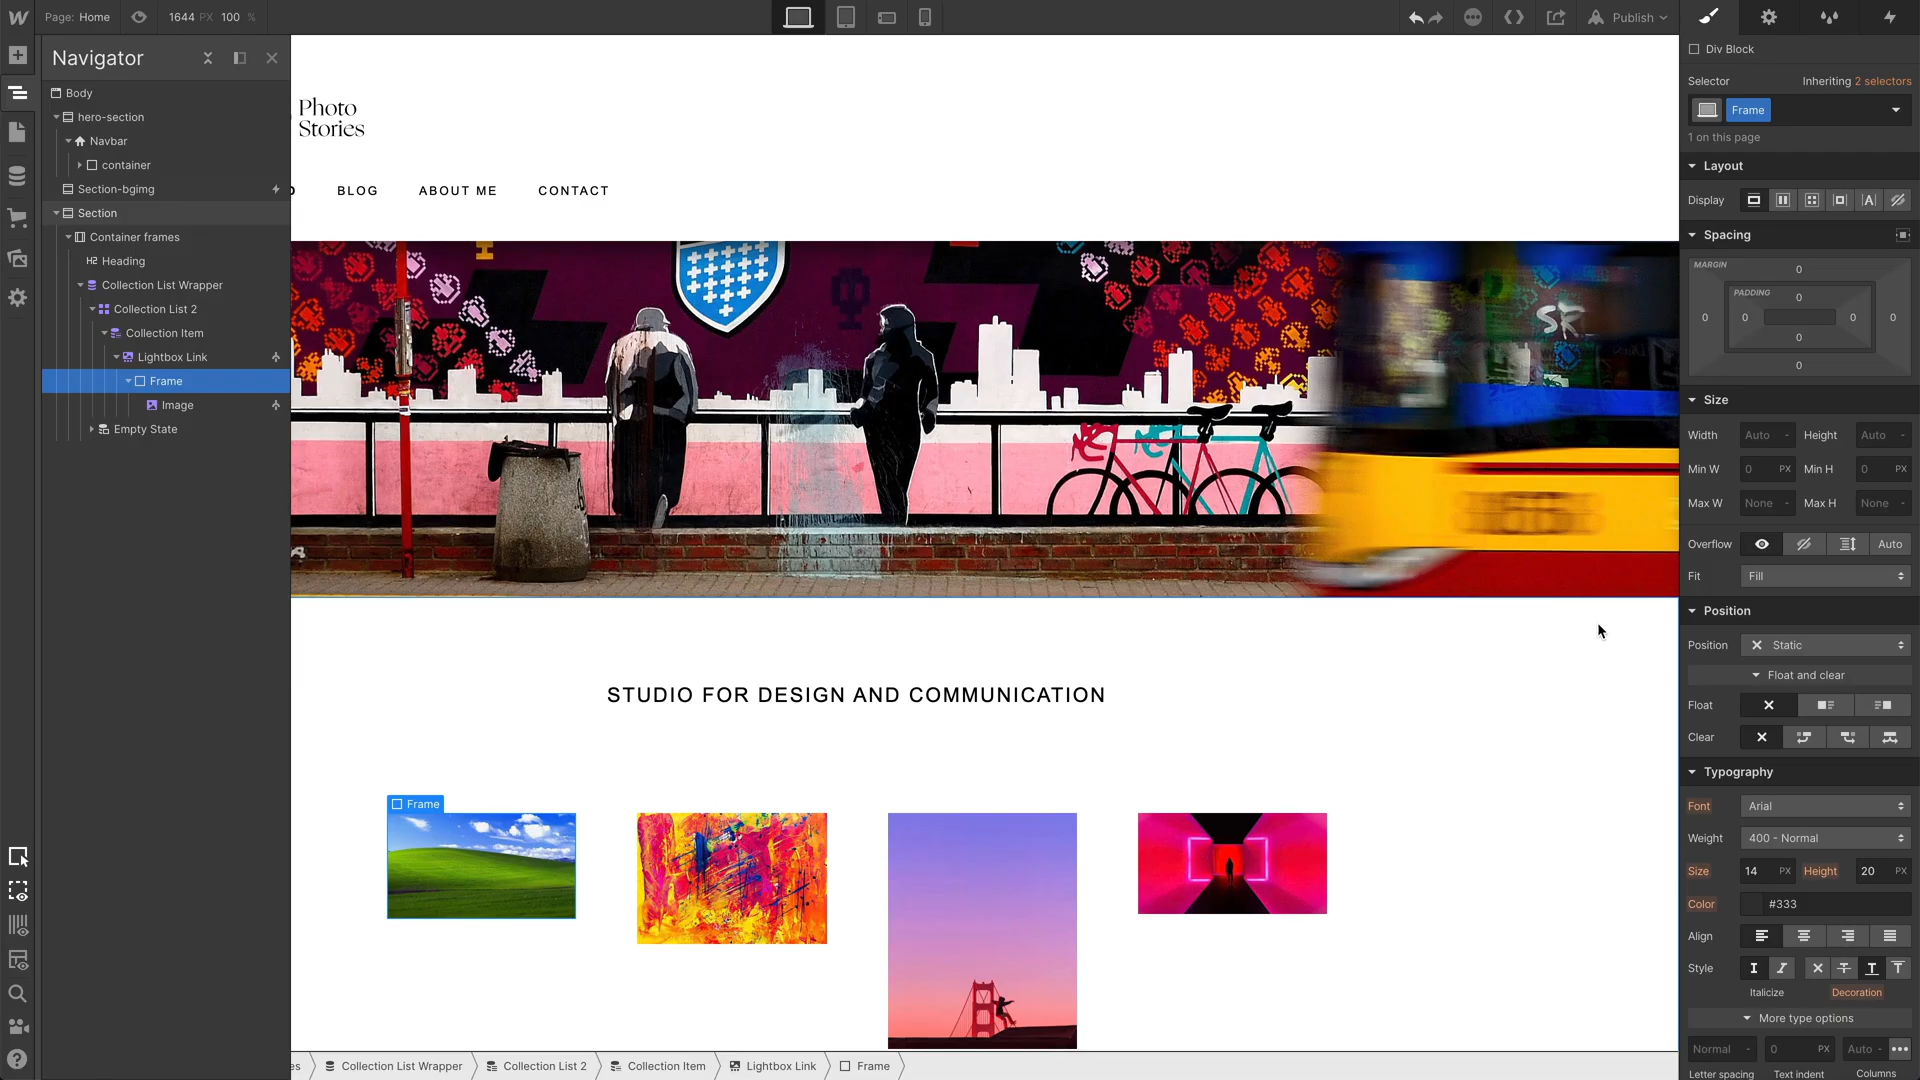 Page: Home
1644 PX 100 %
Publish
Navigator
Body
hero-section
Navbar
container
Section-bgimg
Section
Container frames
H2 Heading
Collection List Wrapper
Collection List 2
Collection Item
Lightbox Link
Frame
Image
Empty State
Photo
Stories
BLOG ABOUT ME CONTACT
STUDIO FOR DESIGN AND COMMUNICATION
Frame
es
Collection List Wrapper
Collection List 2
Collection Item
Lightbox Link
Frame
Div Block
Selector Inheriting 2 selectors
Frame
1 on this page
Layout
Display
Spacing
MARGIN
0
PADDING
0
0 0 0 0
0
0
Size
Width Auto - Height Auto -
Min W 0 PX Min H 0 PX
Max W None - Max H None -
Overflow Auto
Fit Fill
Position
Position Static
Float and clear
Float
Clear
Typography
Font Arial
Weight 400 - Normal
Size 14 PX Height 20 PX
Color #333
Align
Style
Italicize Decoration
More type options
Normal - 0 PX Auto -
Letter spacing Text indent Columns